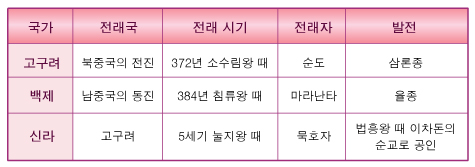 국가 전래국 전래 시기 전래자 발전
고구려 북중국의 전진 372년 소수림왕 때 순도 삼론종
백제 남중국의 동진 384년 침류왕 때 마라난타 율종
신라 고구려 5세기 눌지왕 때 묵호자 법흥왕 때 이차돈의
순교로 공인